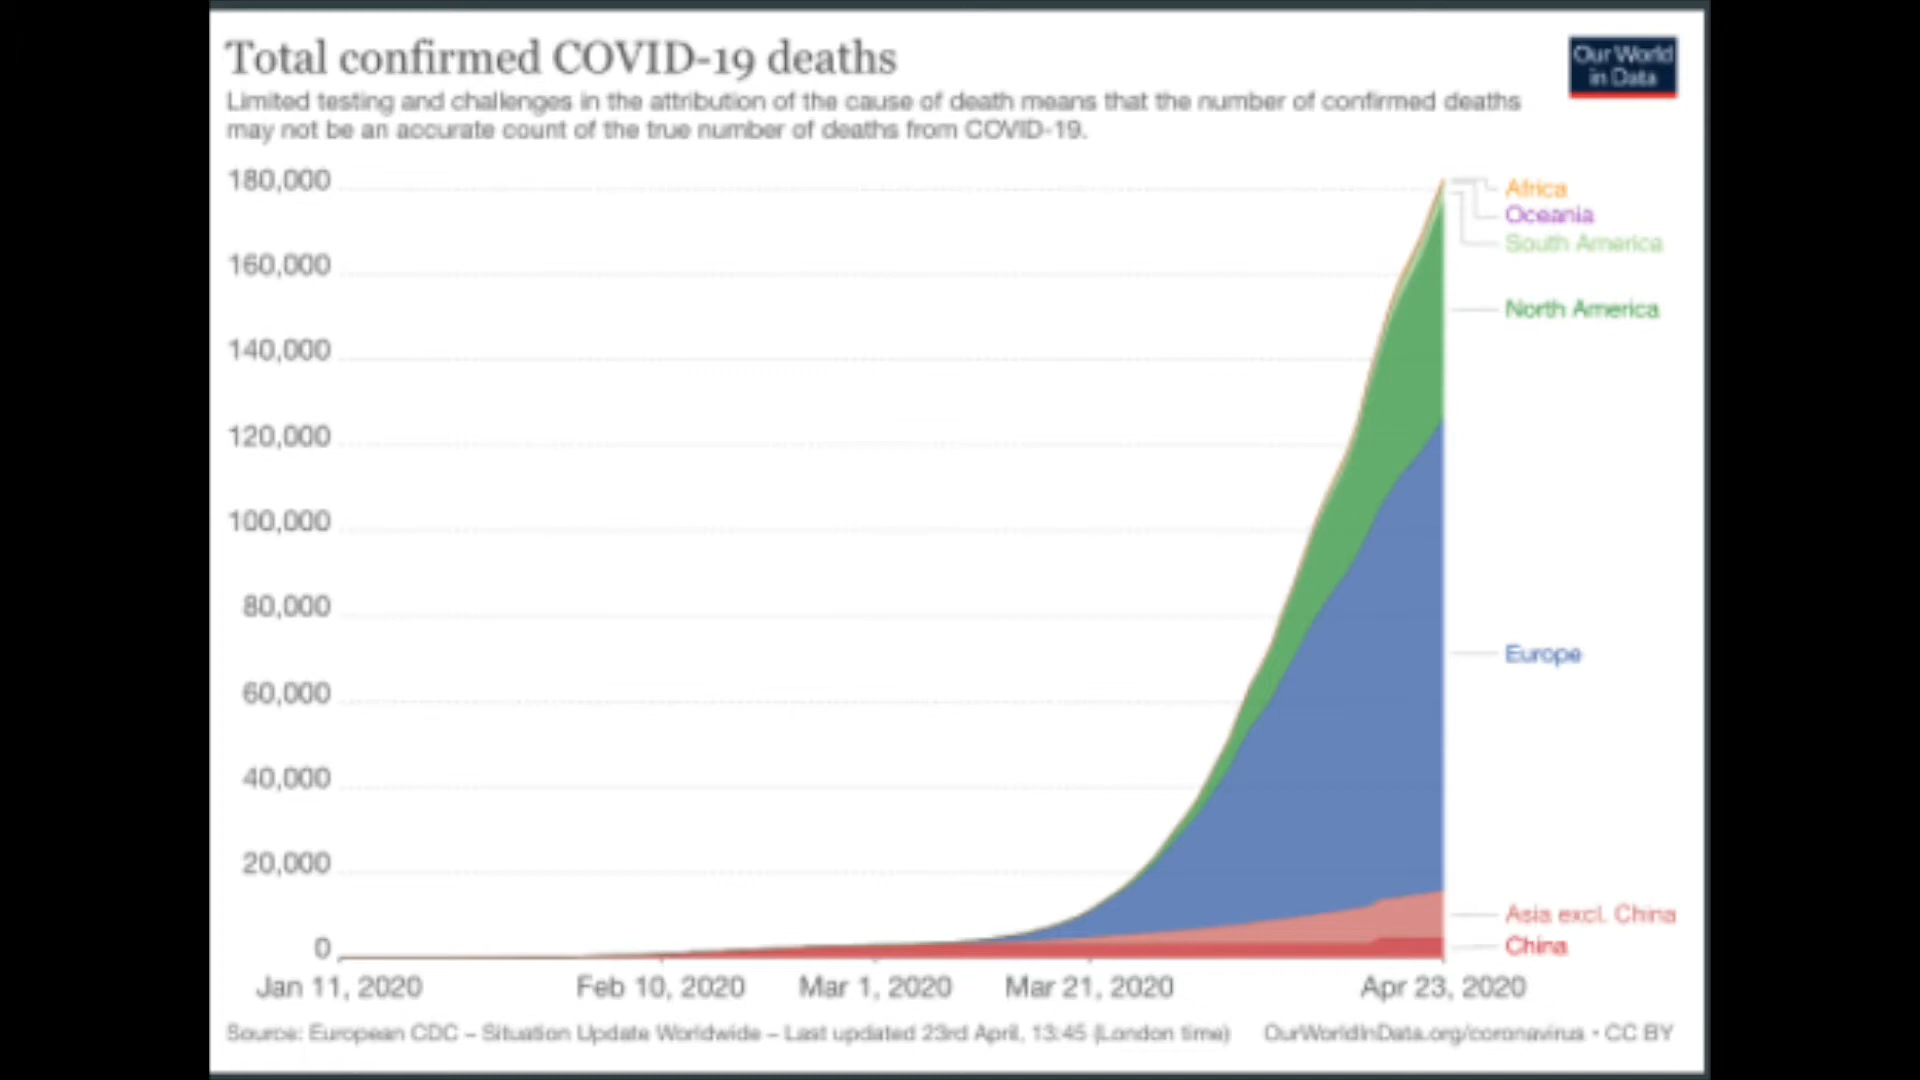 Total confirmed COVID-19 deaths
Our World
in Data
Limited testing and challenges in the attribution of the cause of death means that the number of confirmed deaths
may not be an accurate count of the true number of deaths from COVID-19.
180,000
160,000
140,000
120,000
100,000
80,000
60,000
40,000
20,000
0
Africa
Oceania
South America
North America
Europe
Asia excl. China
China
Jan 11, 2020
Feb 10, 2020
Mar 1, 2020
Mar 21, 2020
Apr 23, 2020
Source: European CDC – Situation Update Worldwide – Last updated 23rd April, 13:45 (London time)
OurWorldInData.org/coronavirus • CC BY